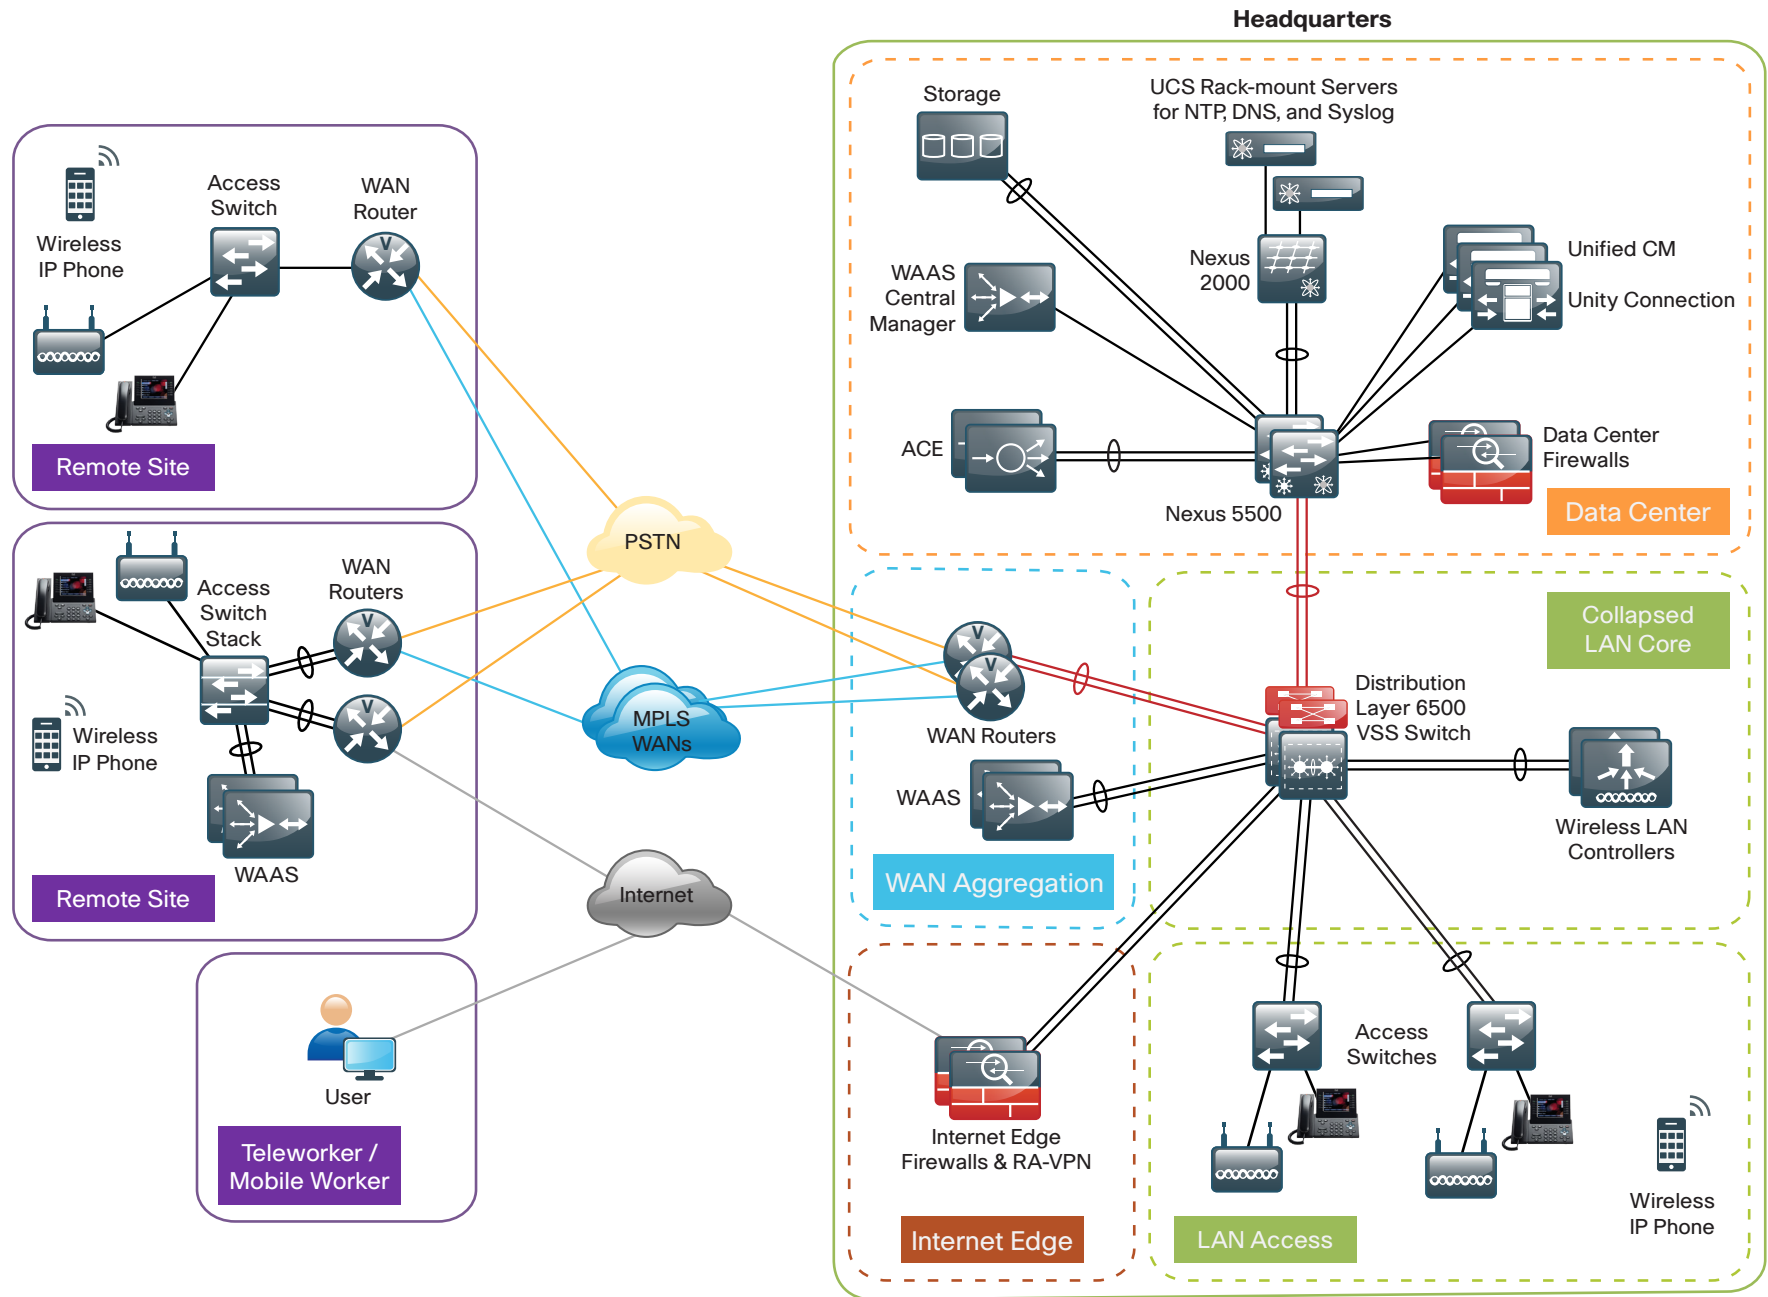 Headquarters
Storage
UCS Rack-mount Servers
for NTP, DNS, and Syslog
WAAS
Central
Manager
Nexus
2000
Unified CM
Unity Connection
ACE
Nexus 5500
Data Center
Firewalls
Data Center
Access
Switch
WAN
Router
V
Wireless
IP Phone
Remote Site
Access
Switch
Stack
WAN
Routers
V
V
Wireless
IP Phone
WAAS
Remote Site
User
Teleworker /
Mobile Worker
PSTN
MPLS
WANs
Internet
V
V
WAN Routers
WAAS
WAN Aggregation
Collapsed
LAN Core
Distribution
Layer 6500
VSS Switch
Wireless LAN
Controllers
Internet Edge
Firewalls & RA-VPN
Internet Edge
Access
Switches
Wireless
IP Phone
LAN Access